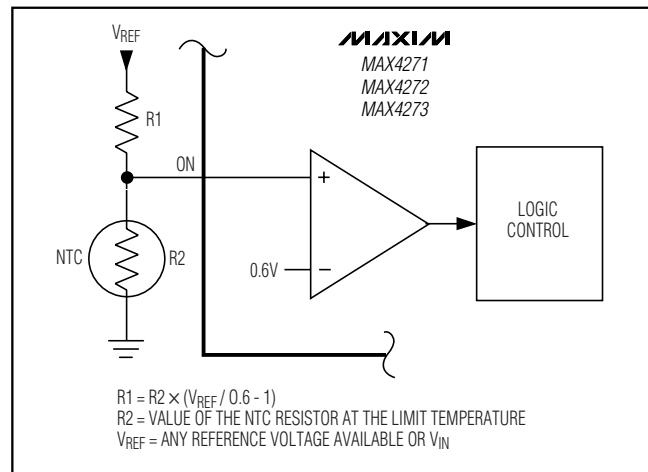 VREF
MAXIM
MAX4271
MAX4272
MAX4273
R1
ON
+
LOGIC
CONTROL
NTC
R2
0.6V
−
R1 = R2 × (VREF / 0.6 - 1)
R2 = VALUE OF THE NTC RESISTOR AT THE LIMIT TEMPERATURE
VREF = ANY REFERENCE VOLTAGE AVAILABLE OR VIN